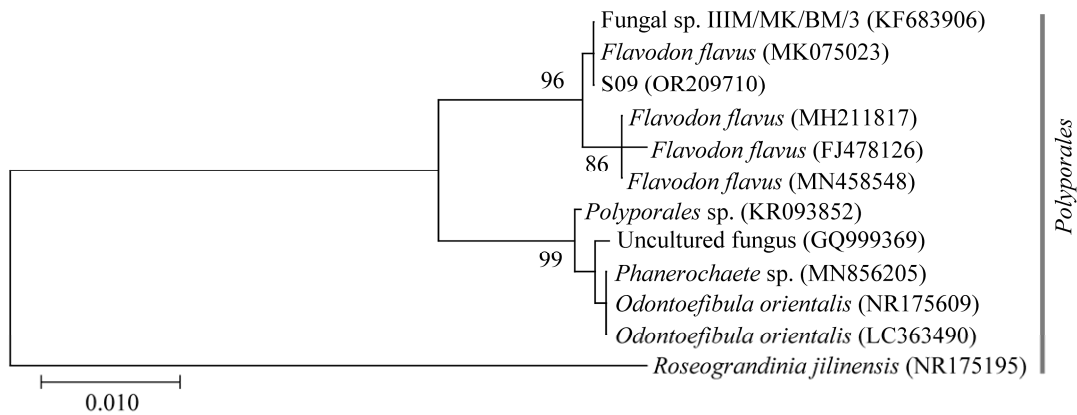 Fungal sp. IIIM/MK/BM/3 (KF683906)
Flavodon flavus (MK075023)
S09 (OR209710)
96
Flavodon flavus (MH211817)
Flavodon flavus (FJ478126)
86
Flavodon flavus (MN458548)
Polyporales sp. (KR093852)
Uncultured fungus (GQ999369)
99
Phanerochaete sp. (MN856205)
Odontoefibula orientalis (NR175609)
Odontoefibula orientalis (LC363490)
Roseograndinia jilinensis (NR175195)
Polyporales
0.010